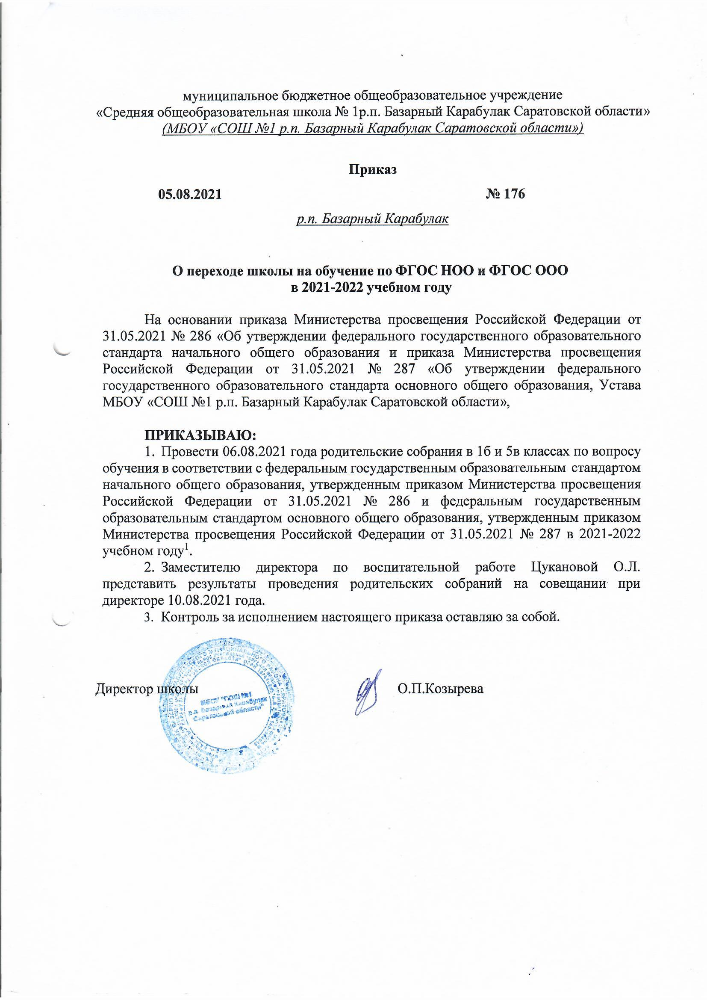 муниципальное бюджетное общеобразовательное учреждение
«Средняя общеобразовательная школа № 1р.п. Базарный Карабулак Саратовской области»
(МБОУ «СОШ №1 р.п. Базарный Карабулак Саратовской области»)
Приказ
05.08.2021 № 176
р.п. Базарный Карабулак
О переходе школы на обучение по ФГОС НОО и ФГОС ООО
в 2021-2022 учебном году
На основании приказа Министерства просвещения Российской Федерации от
31.05.2021 № 286 «Об утверждении федерального государственного образовательного
стандарта начального общего образования и приказа Министерства просвещения
Российской Федерации от 31.05.2021 № 287 «Об утверждении федерального
государственного образовательного стандарта основного общего образования, Устава
МБОУ «СОШ №1 р.п. Базарный Карабулак Саратовской области»,
ПРИКАЗЫВАЮ:
1. Провести 06.08.2021 года родительские собрания в 1б и 5в классах по вопросу
обучения в соответствии с федеральным государственным образовательным стандартом
начального общего образования, утвержденным приказом Министерства просвещения
Российской Федерации от 31.05.2021 № 286 и федеральным государственным
образовательным стандартом основного общего образования, утвержденным приказом
Министерства просвещения Российской Федерации от 31.05.2021 № 287 в 2021-2022
учебном году¹.
2. Заместителю директора по воспитательной работе Цукановой О.Л.
представить результаты проведения родительских собраний на совещании при
директоре 10.08.2021 года.
3. Контроль за исполнением настоящего приказа оставляю за собой.
Директор школы О.П.Козырева
МБОУ "СОШ №1
р.п. Базарный Карабулак
Саратовской области"